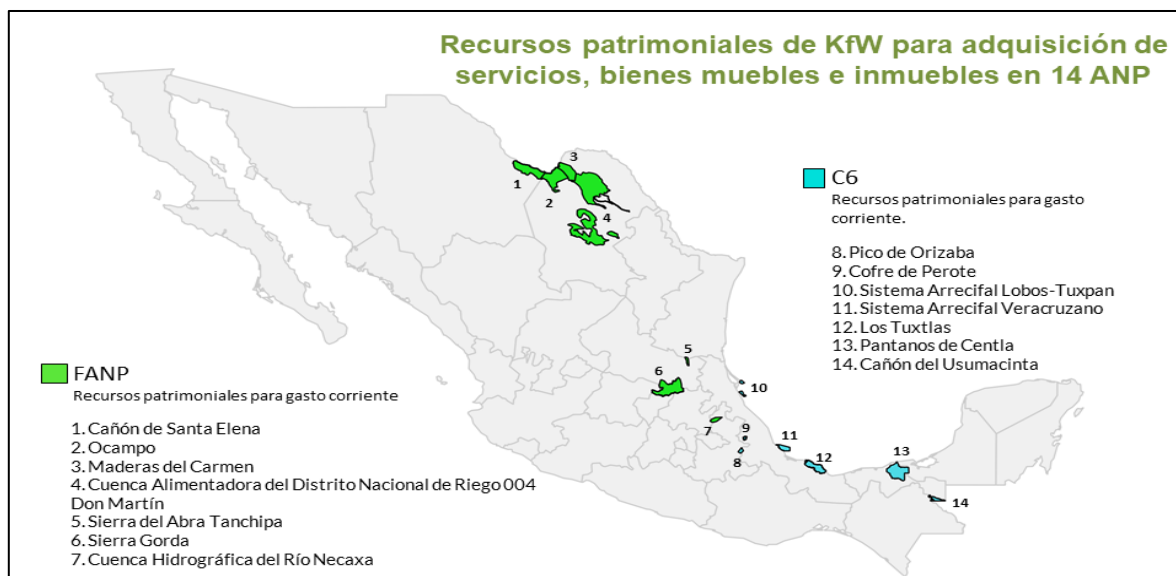 Recursos patrimoniales de KfW para adquisición de
servicios, bienes muebles e inmuebles en 14 ANP
3
1
2
4
C6
Recursos patrimoniales para gasto
corriente.
8. Pico de Orizaba
9. Cofre de Perote
10. Sistema Arrecifal Lobos-Tuxpan
11. Sistema Arrecifal Veracruzano
12. Los Tuxtlas
13. Pantanos de Centla
14. Cañón del Usumacinta
5
6
10
7
9
8
11
12
13
14
FANP
Recursos patrimoniales para gasto corriente
1. Cañón de Santa Elena
2. Ocampo
3. Maderas del Carmen
4. Cuenca Alimentadora del Distrito Nacional de Riego 004
Don Martín
5. Sierra del Abra Tanchipa
6. Sierra Gorda
7. Cuenca Hidrográfica del Río Necaxa